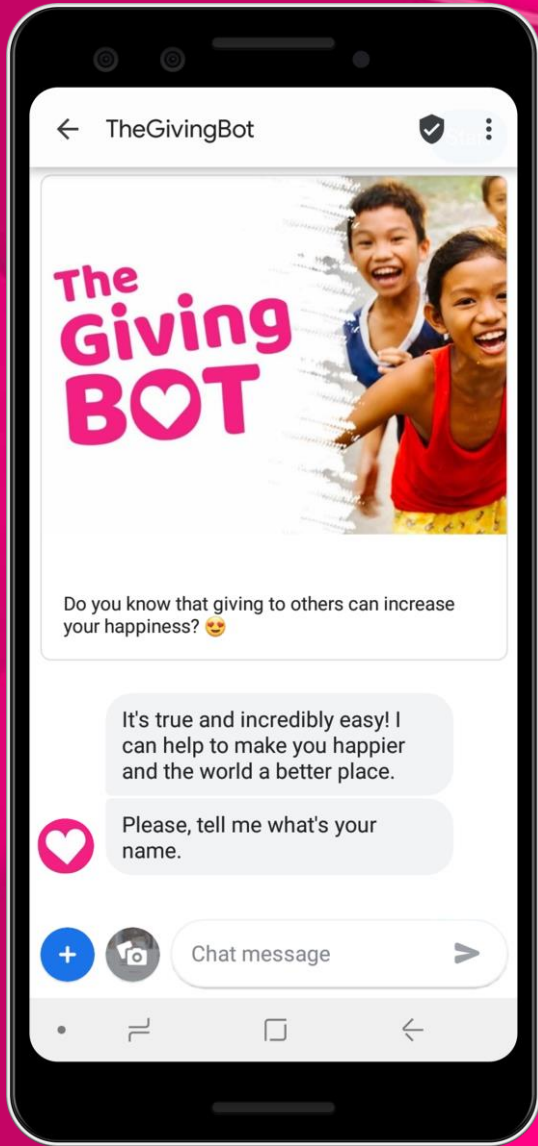 TheGivingBot
The
Giving
BOT
Do you know that giving to others can increase
your happiness? 😍
It's true and incredibly easy! I
can help to make you happier
and the world a better place.
Please, tell me what's your
name.
Chat message